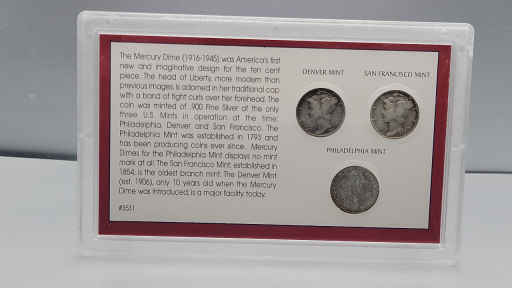 The Mercury Dime (1916-1945) was America's first
new and imaginative design for the ten cent
piece. The head of Liberty, more modern than
previous images is adorned in her traditional cap
with a band of tight curls over her forehead. The
coin was minted of .900 Fine Silver at the only
three U.S. Mints in operation at the time:
Philadelphia, Denver and San Francisco. The
Philadelphia Mint was established in 1793 and
has been producing coins ever since. Mercury
Dimes for the Philadelphia Mint displays no mint
mark at all. The San Francisco Mint, established in
1854, is the oldest branch mint. The Denver Mint
(est. 1906), only 10 years old when the Mercury
Dime was introduced, is a major facility today.
#3531
DENVER MINT
SAN FRANCISCO MINT
PHILADELPHIA MINT